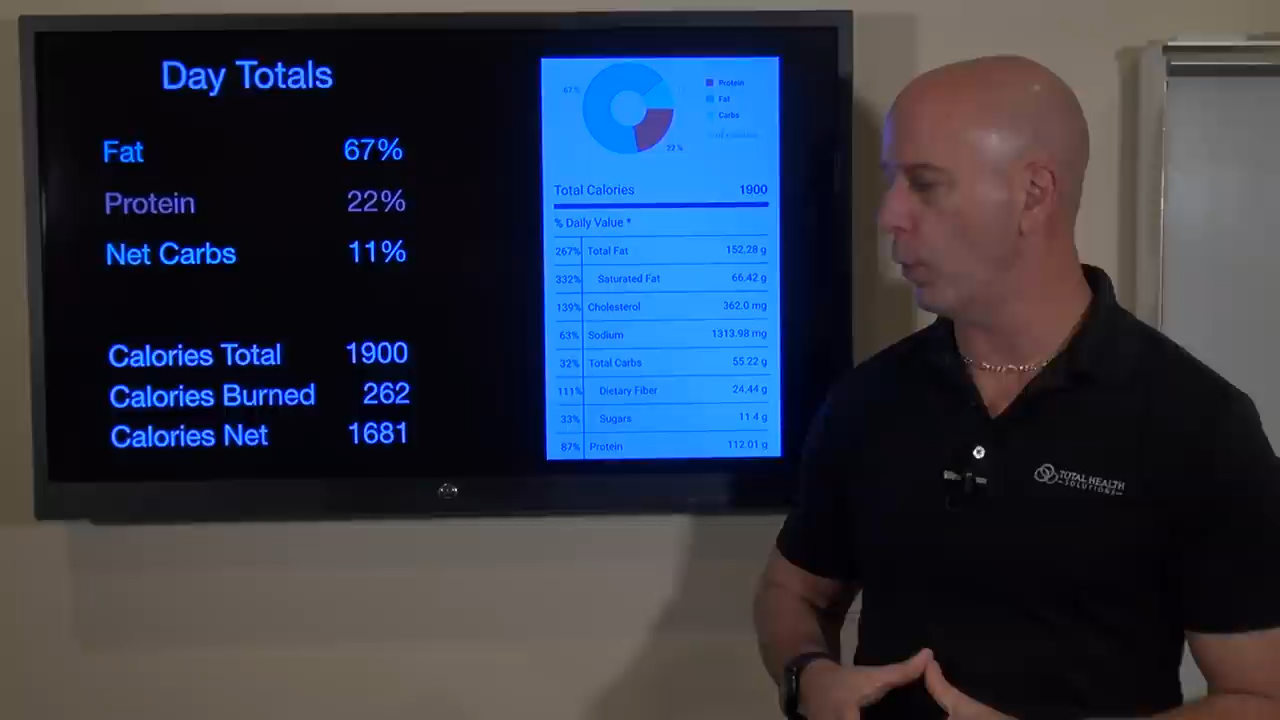 Day Totals
Fat 67%
Protein 22%
Net Carbs 11%
Calories Total 1900
Calories Burned 262
Calories Net 1681
67%
Protein
Fat
Carbs
22%
Total Calories 1900
% Daily Value *
267% Total Fat 152.28 g
332% Saturated Fat 66.42 g
139% Cholesterol 362.0 mg
63% Sodium 1313.98 mg
32% Total Carbs 55.22 g
111% Dietary Fiber 24.44 g
33% Sugars 11.4 g
87% Protein 112.01 g
hp
TOTAL HEALTH
SOLUTIONS